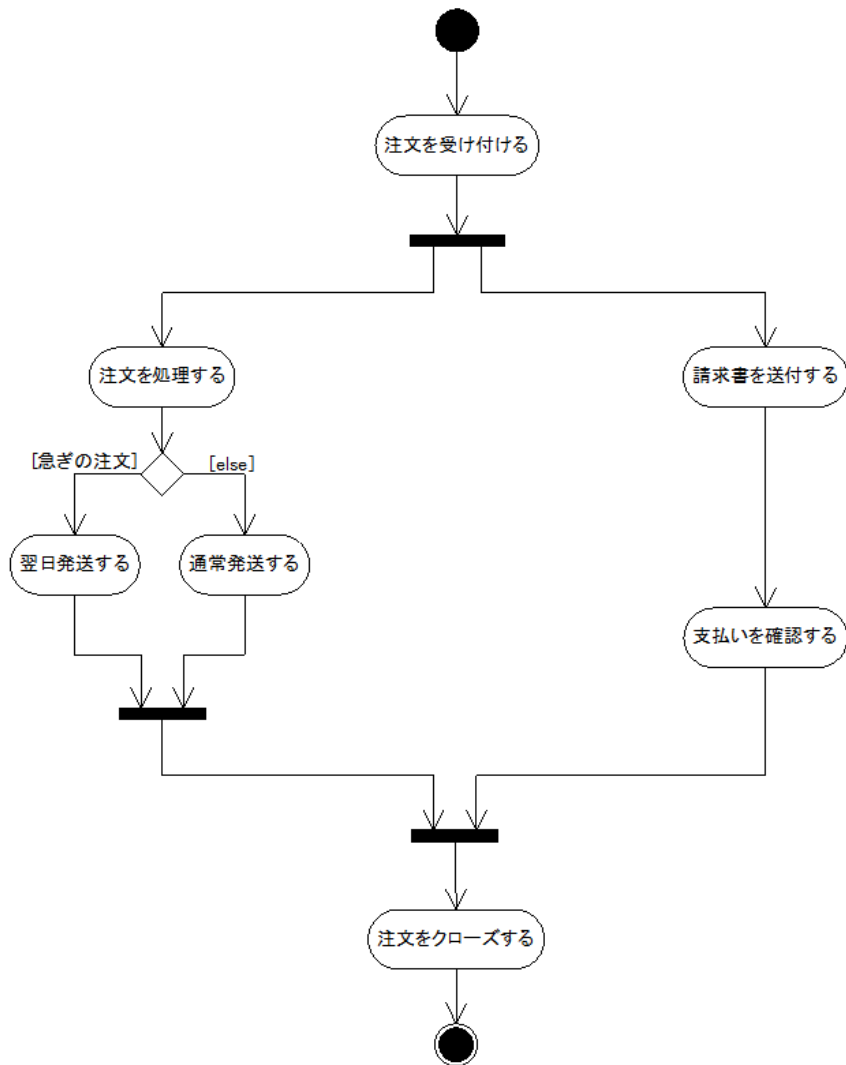 注文を受け付ける
注文を処理する
請求書を送付する
[急ぎの注文]
[else]
翌日発送する
通常発送する
支払いを確認する
注文をクローズする